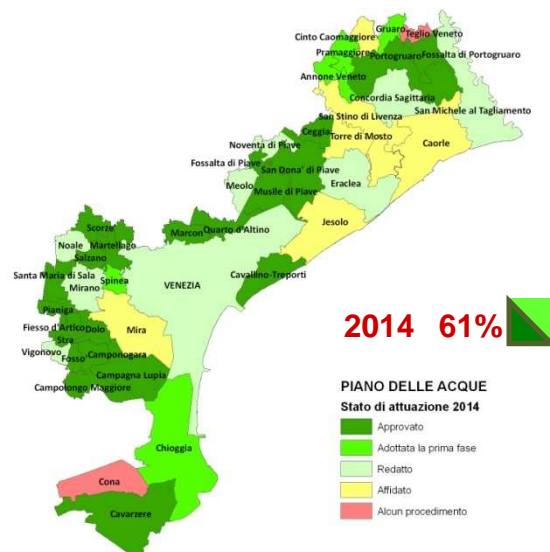 Gruaro
Cinto Caomaggiore
Teglio Veneto
Pramaggiore
Portogruaro
Fossalta di Portogruaro
Annone Veneto
Concordia Sagittaria
San Michele al Tagliamento
San Stino di Livenza
Ceggia
Torre di Mosto
Caorle
Noventa di Piave
Fossalta di Piave
San Dona' di Piave
Eraclea
Meolo
Musile di Piave
Jesolo
Scorze'
Marcon
Quarto d'Altino
Noale
Martellago
Salzano
Cavallino-Treporti
Santa Maria di Sala
Spinea
Mirano
VENEZIA
Pianiga
Fiesso d'Artico
Dolo
Mira
Stra
Vigonovo
Fosso'
Camponogara
Campagna Lupia
Campolongo Maggiore
Chioggia
Cona
Cavarzere
2014 61%
PIANO DELLE ACQUE
Stato di attuazione 2014
Approvato
Adottata la prima fase
Redatto
Affidato
Alcun procedimento